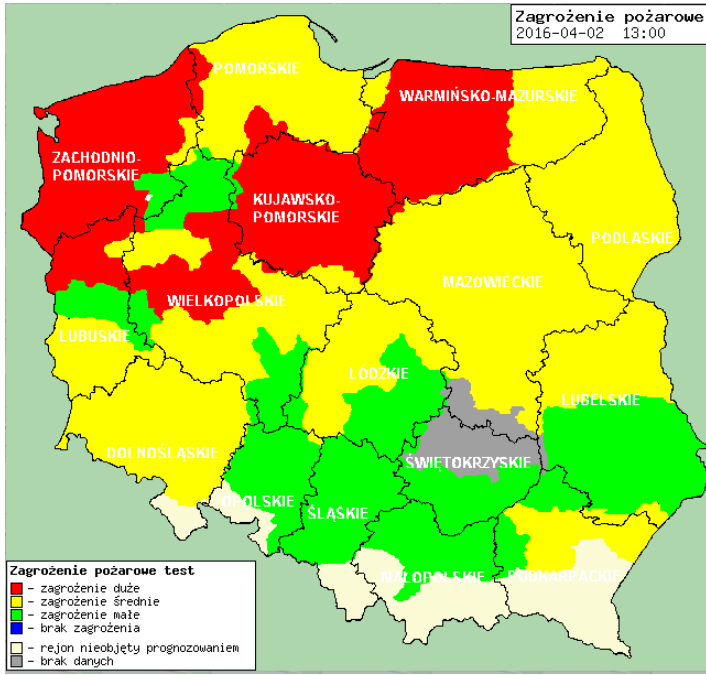 Zagrożenie pożarowe
2016-04-02 13:00
POMORSKIE
WARMIŃSKO-MAZURSKIE
ZACHODNIO-
POMORSKIE
KUJAWSKO-
POMORSKIE
PODLASKIE
MAZOWIECKIE
WIELKOPOLSKIE
LUBUSKIE
ŁÓDZKIE
LUBELSKIE
DOLNOŚLĄSKIE
ŚWIĘTOKRZYSKIE
OPOLSKIE
ŚLĄSKIE
MAŁOPOLSKIE
PODKARPACKIE
Zagrożenie pożarowe test
- zagrożenie duże
- zagrożenie średnie
- zagrożenie małe
- brak zagrożenia
- rejon nieobjęty prognozowaniem
- brak danych